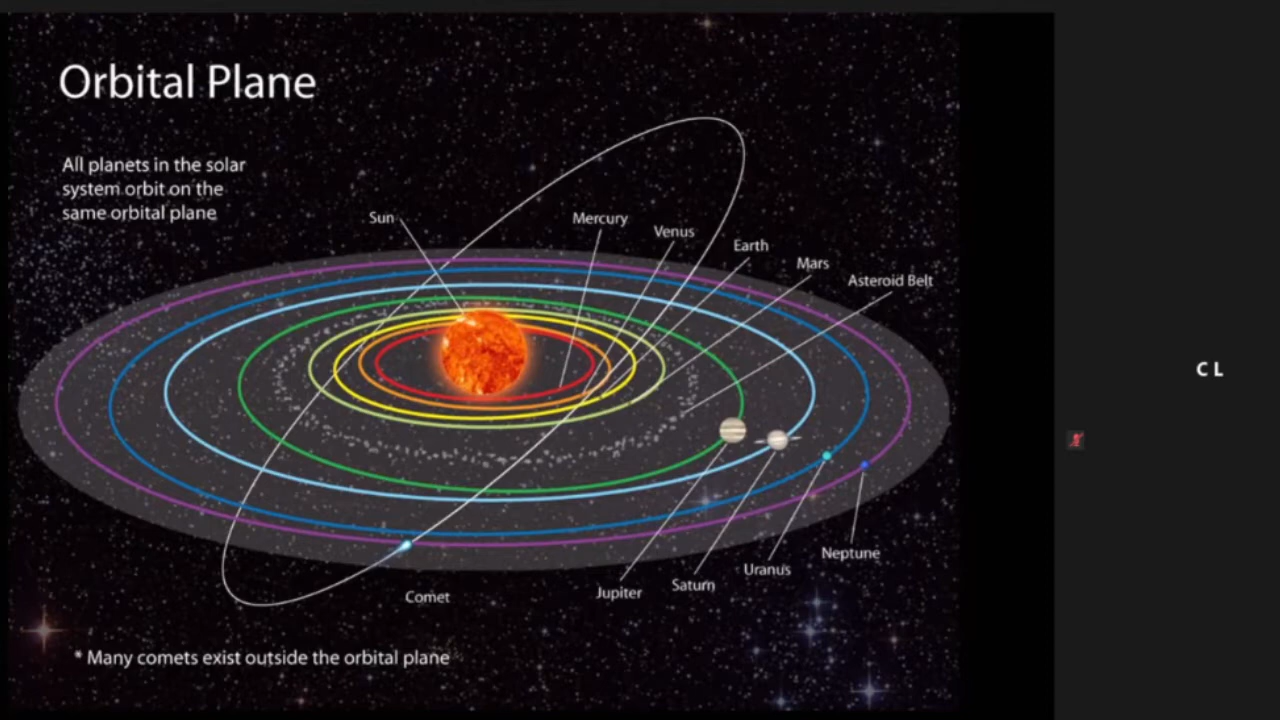 Orbital Plane
All planets in the solar
system orbit on the
same orbital plane
Sun
Mercury
Venus
Earth
Mars
Asteroid Belt
C L
Neptune
Uranus
Saturn
Jupiter
Comet
* Many comets exist outside the orbital plane